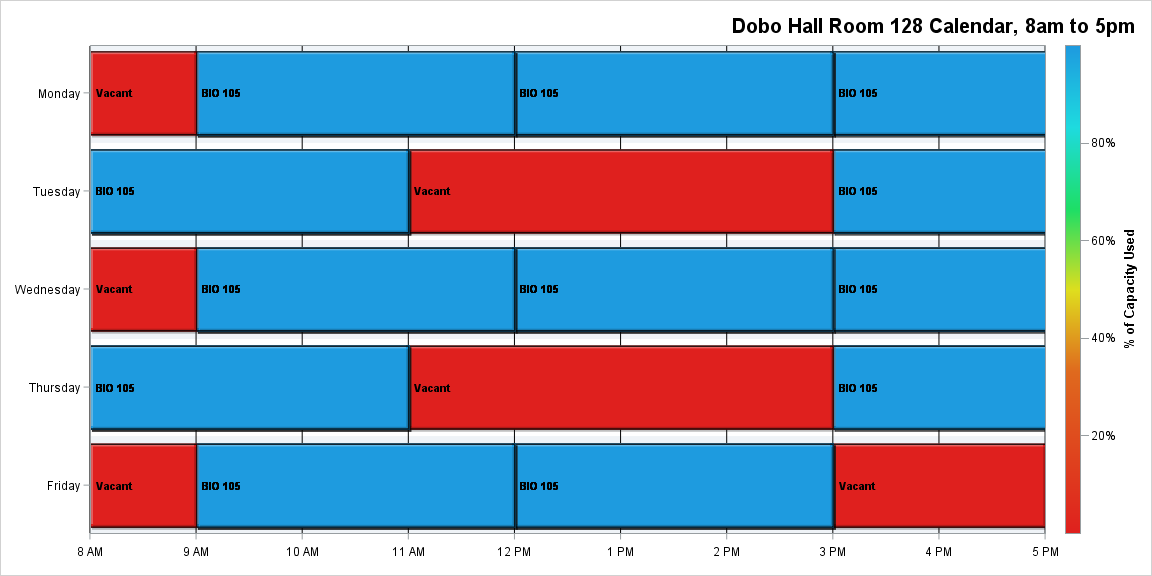 Dobo Hall Room 128 Calendar, 8am to 5pm
Monday
Vacant
BIO 105
BIO 105
BIO 105
Tuesday
BIO 105
Vacant
BIO 105
Wednesday
Vacant
BIO 105
BIO 105
BIO 105
Thursday
BIO 105
Vacant
BIO 105
Friday
Vacant
BIO 105
BIO 105
Vacant
8 AM
9 AM
10 AM
11 AM
12 PM
1 PM
2 PM
3 PM
4 PM
5 PM
80%
60%
40%
20%
% of Capacity Used